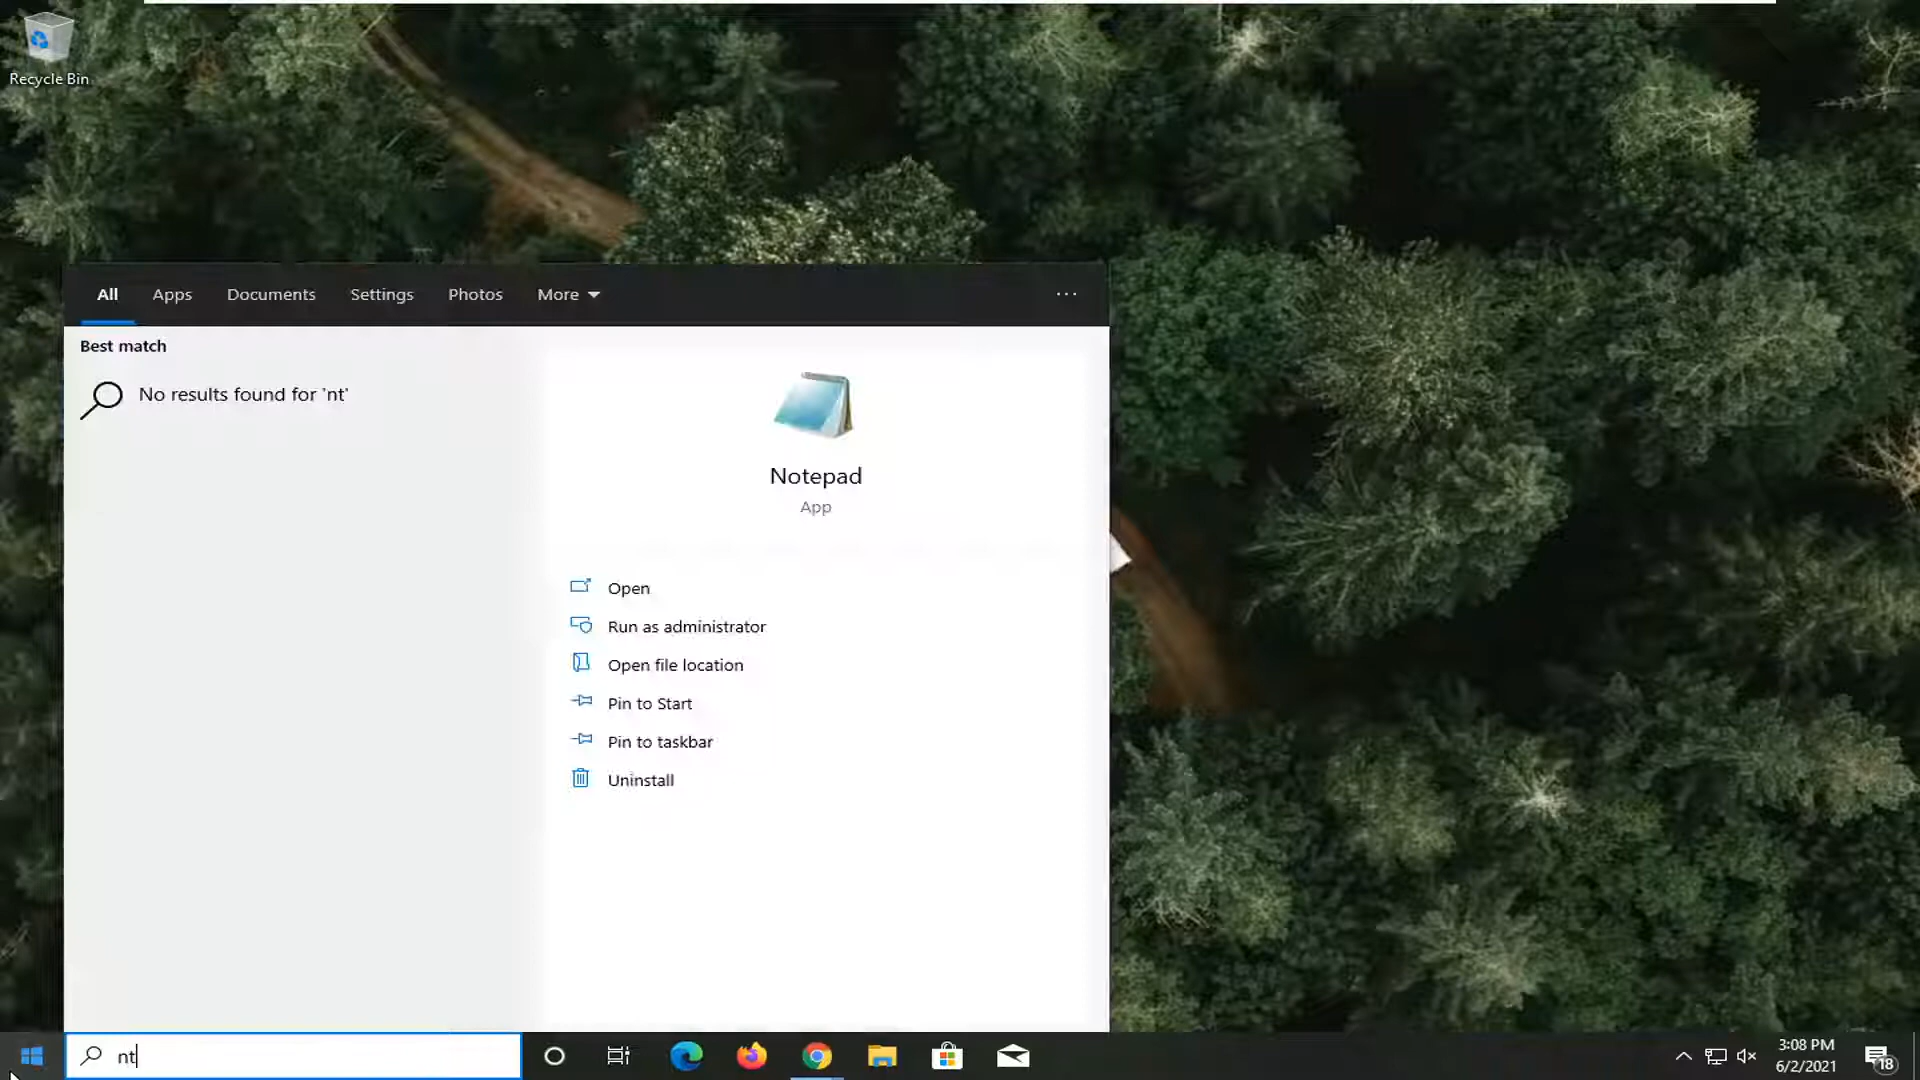 Recycle Bin
All
Apps
Documents
Settings
Photos
More
...
Best match
No results found for 'nt'
Notepad
App
Open
Run as administrator
Open file location
Pin to Start
Pin to taskbar
Uninstall
nt
3:08 PM
6/2/2021
18